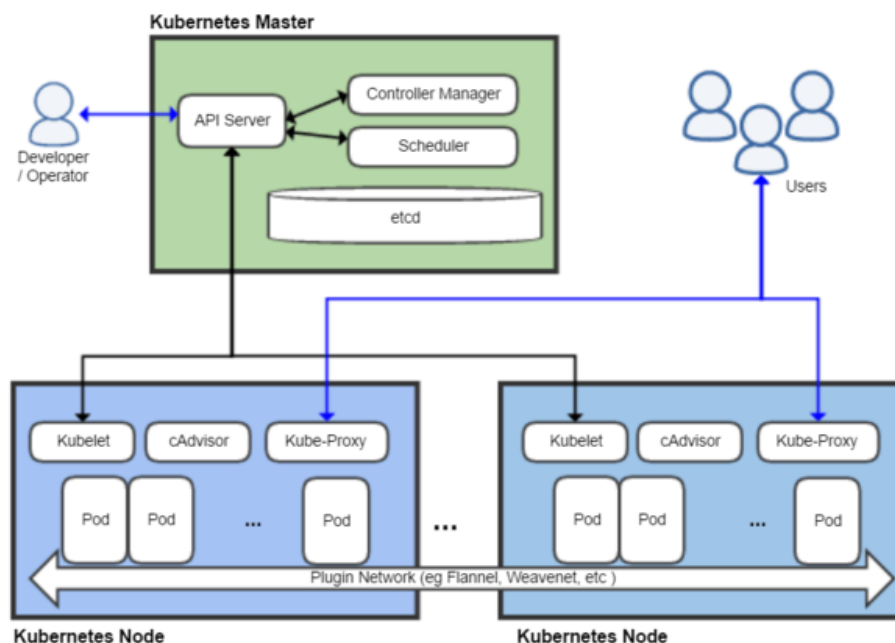 Kubernetes Master
API Server
Controller Manager
Scheduler
etcd
Developer
/ Operator
Users
Kubelet
cAdvisor
Kube-Proxy
Pod
Pod
...
Pod
...
Kubelet
cAdvisor
Kube-Proxy
Pod
Pod
...
Pod
Plugin Network (eg Flannel, Weavenet, etc )
Kubernetes Node
Kubernetes Node